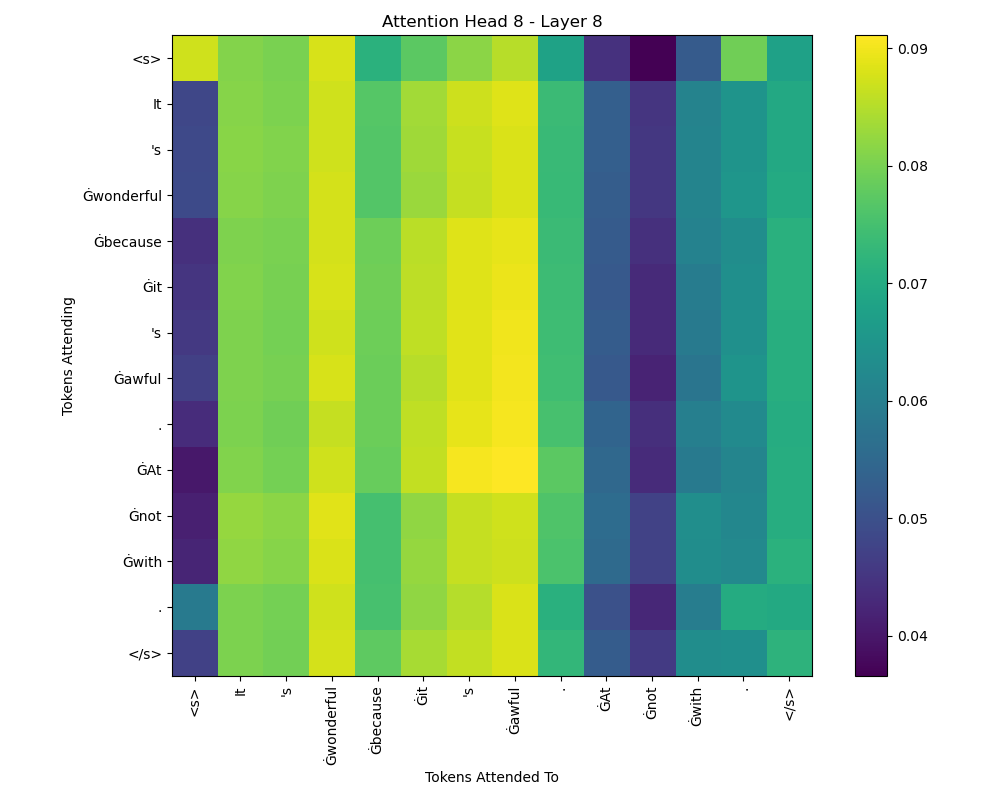 Attention Head 8 - Layer 8
Tokens Attending
<s>
It
's
Ġwonderful
Ġbecause
Ġit
's
Ġawful
.
ĠAt
Ġnot
Ġwith
.
</s>
<s>
It
's
Ġwonderful
Ġbecause
Ġit
's
Ġawful
.
ĠAt
Ġnot
Ġwith
.
</s>
Tokens Attended To
0.09
0.08
0.07
0.06
0.05
0.04